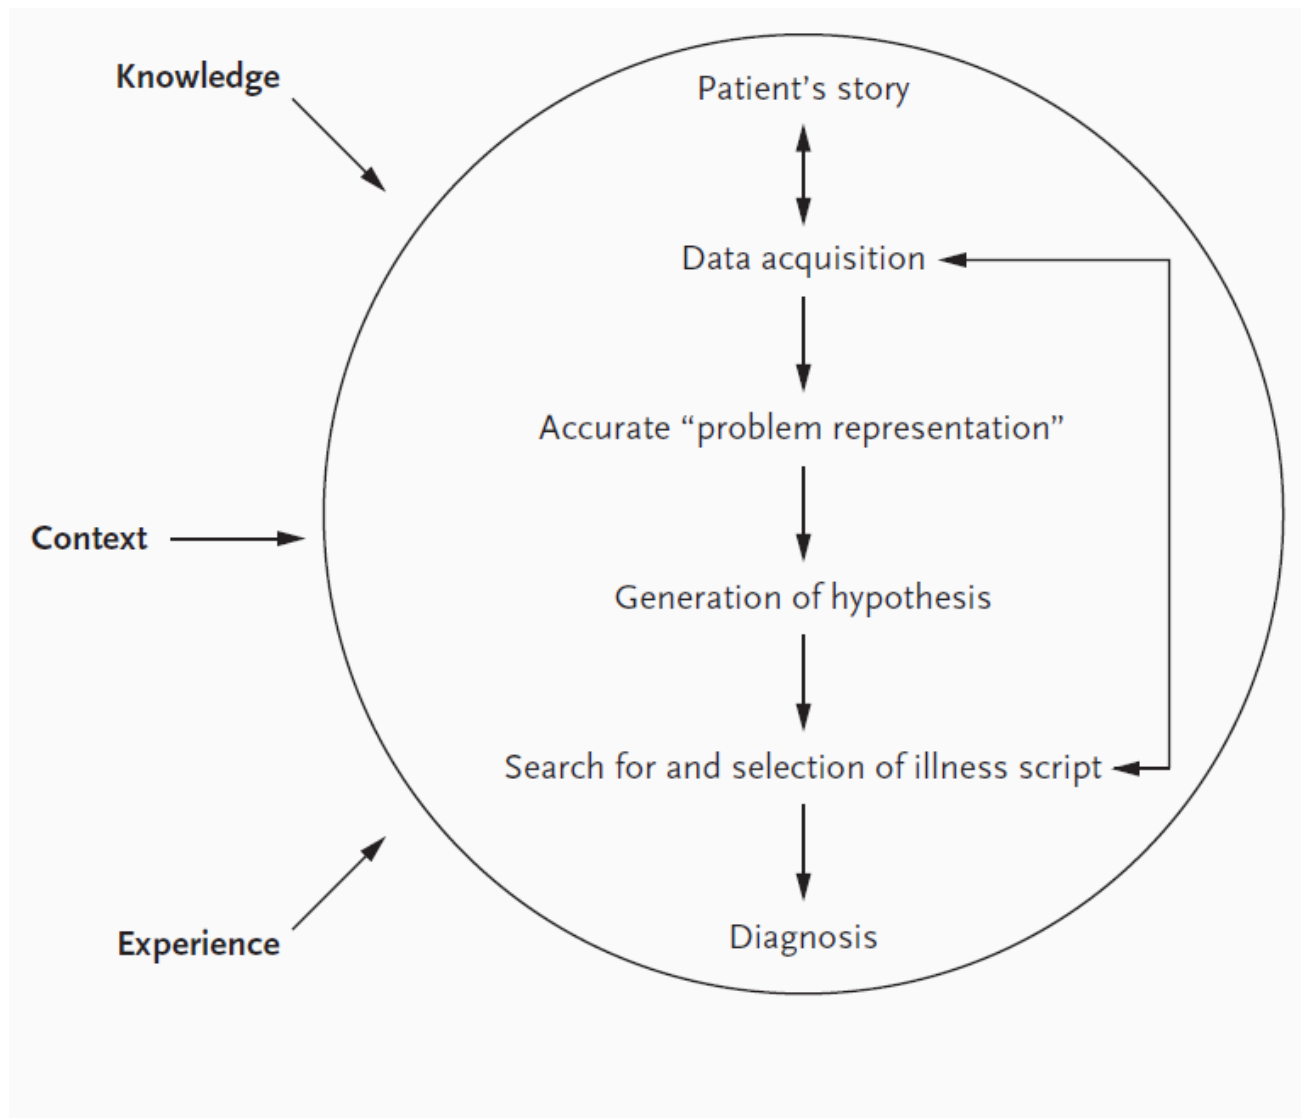 Knowledge
Patient’s story
Data acquisition
Accurate “problem representation”
Context
Generation of hypothesis
Search for and selection of illness script
Experience
Diagnosis